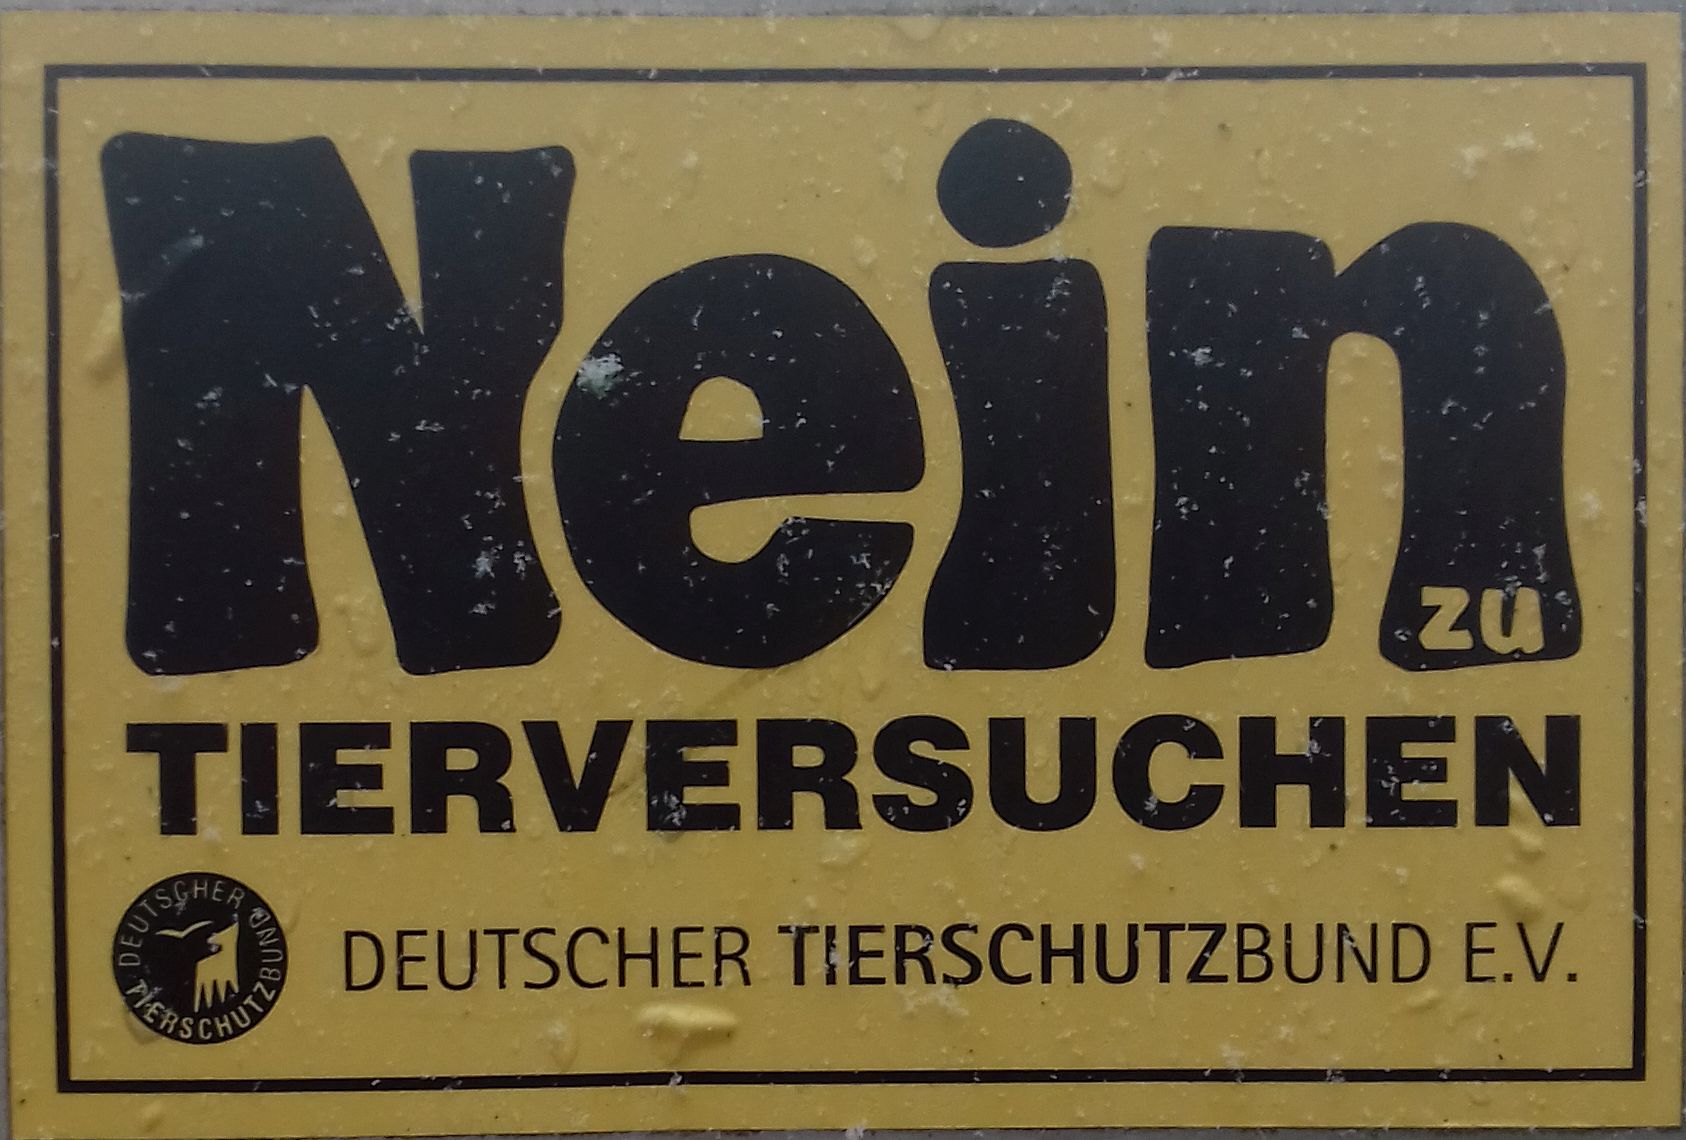 Nein
zu
TIERVERSUCHEN
DEUTSCHER TIERSCHUTZBUND
DEUTSCHER TIERSCHUTZBUND E.V.